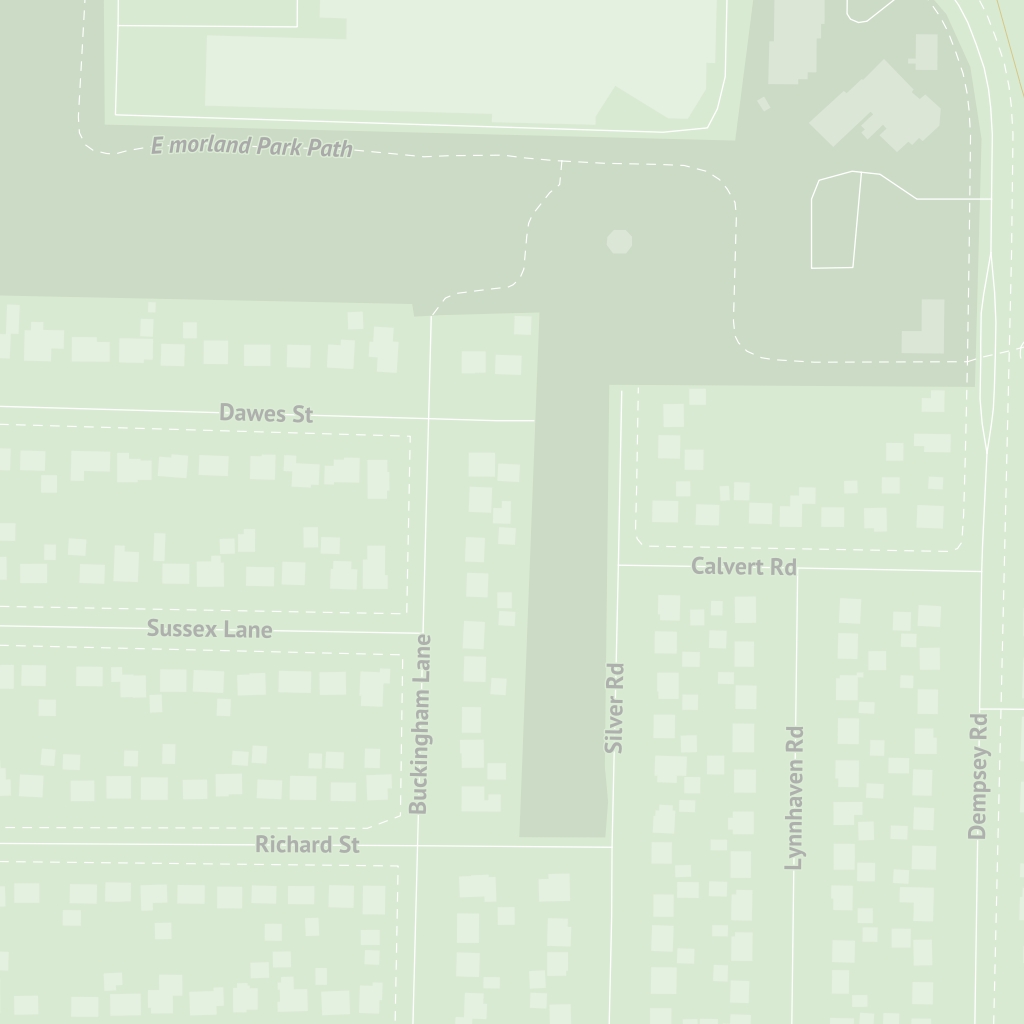 E morland Park Path
Dawes St
Calvert Rd
Sussex Lane
Buckingham Lane
Silver Rd
Lynnhaven Rd
Dempsey Rd
Richard St